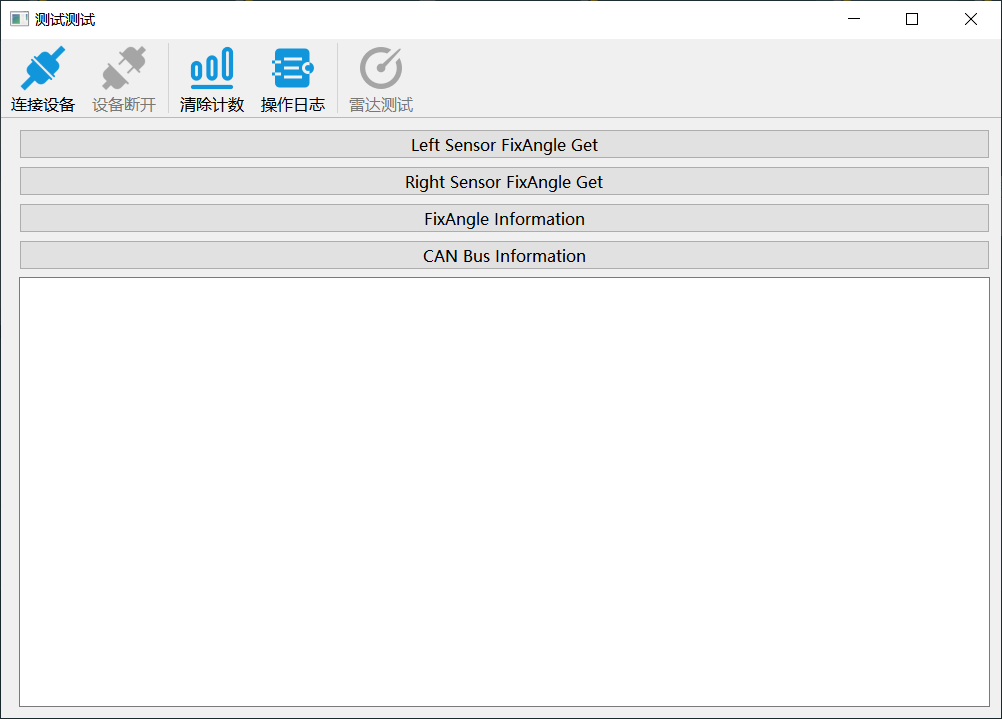 测试测试
连接设备 设备断开 清除计数 操作日志 雷达测试
Left Sensor FixAngle Get
Right Sensor FixAngle Get
FixAngle Information
CAN Bus Information